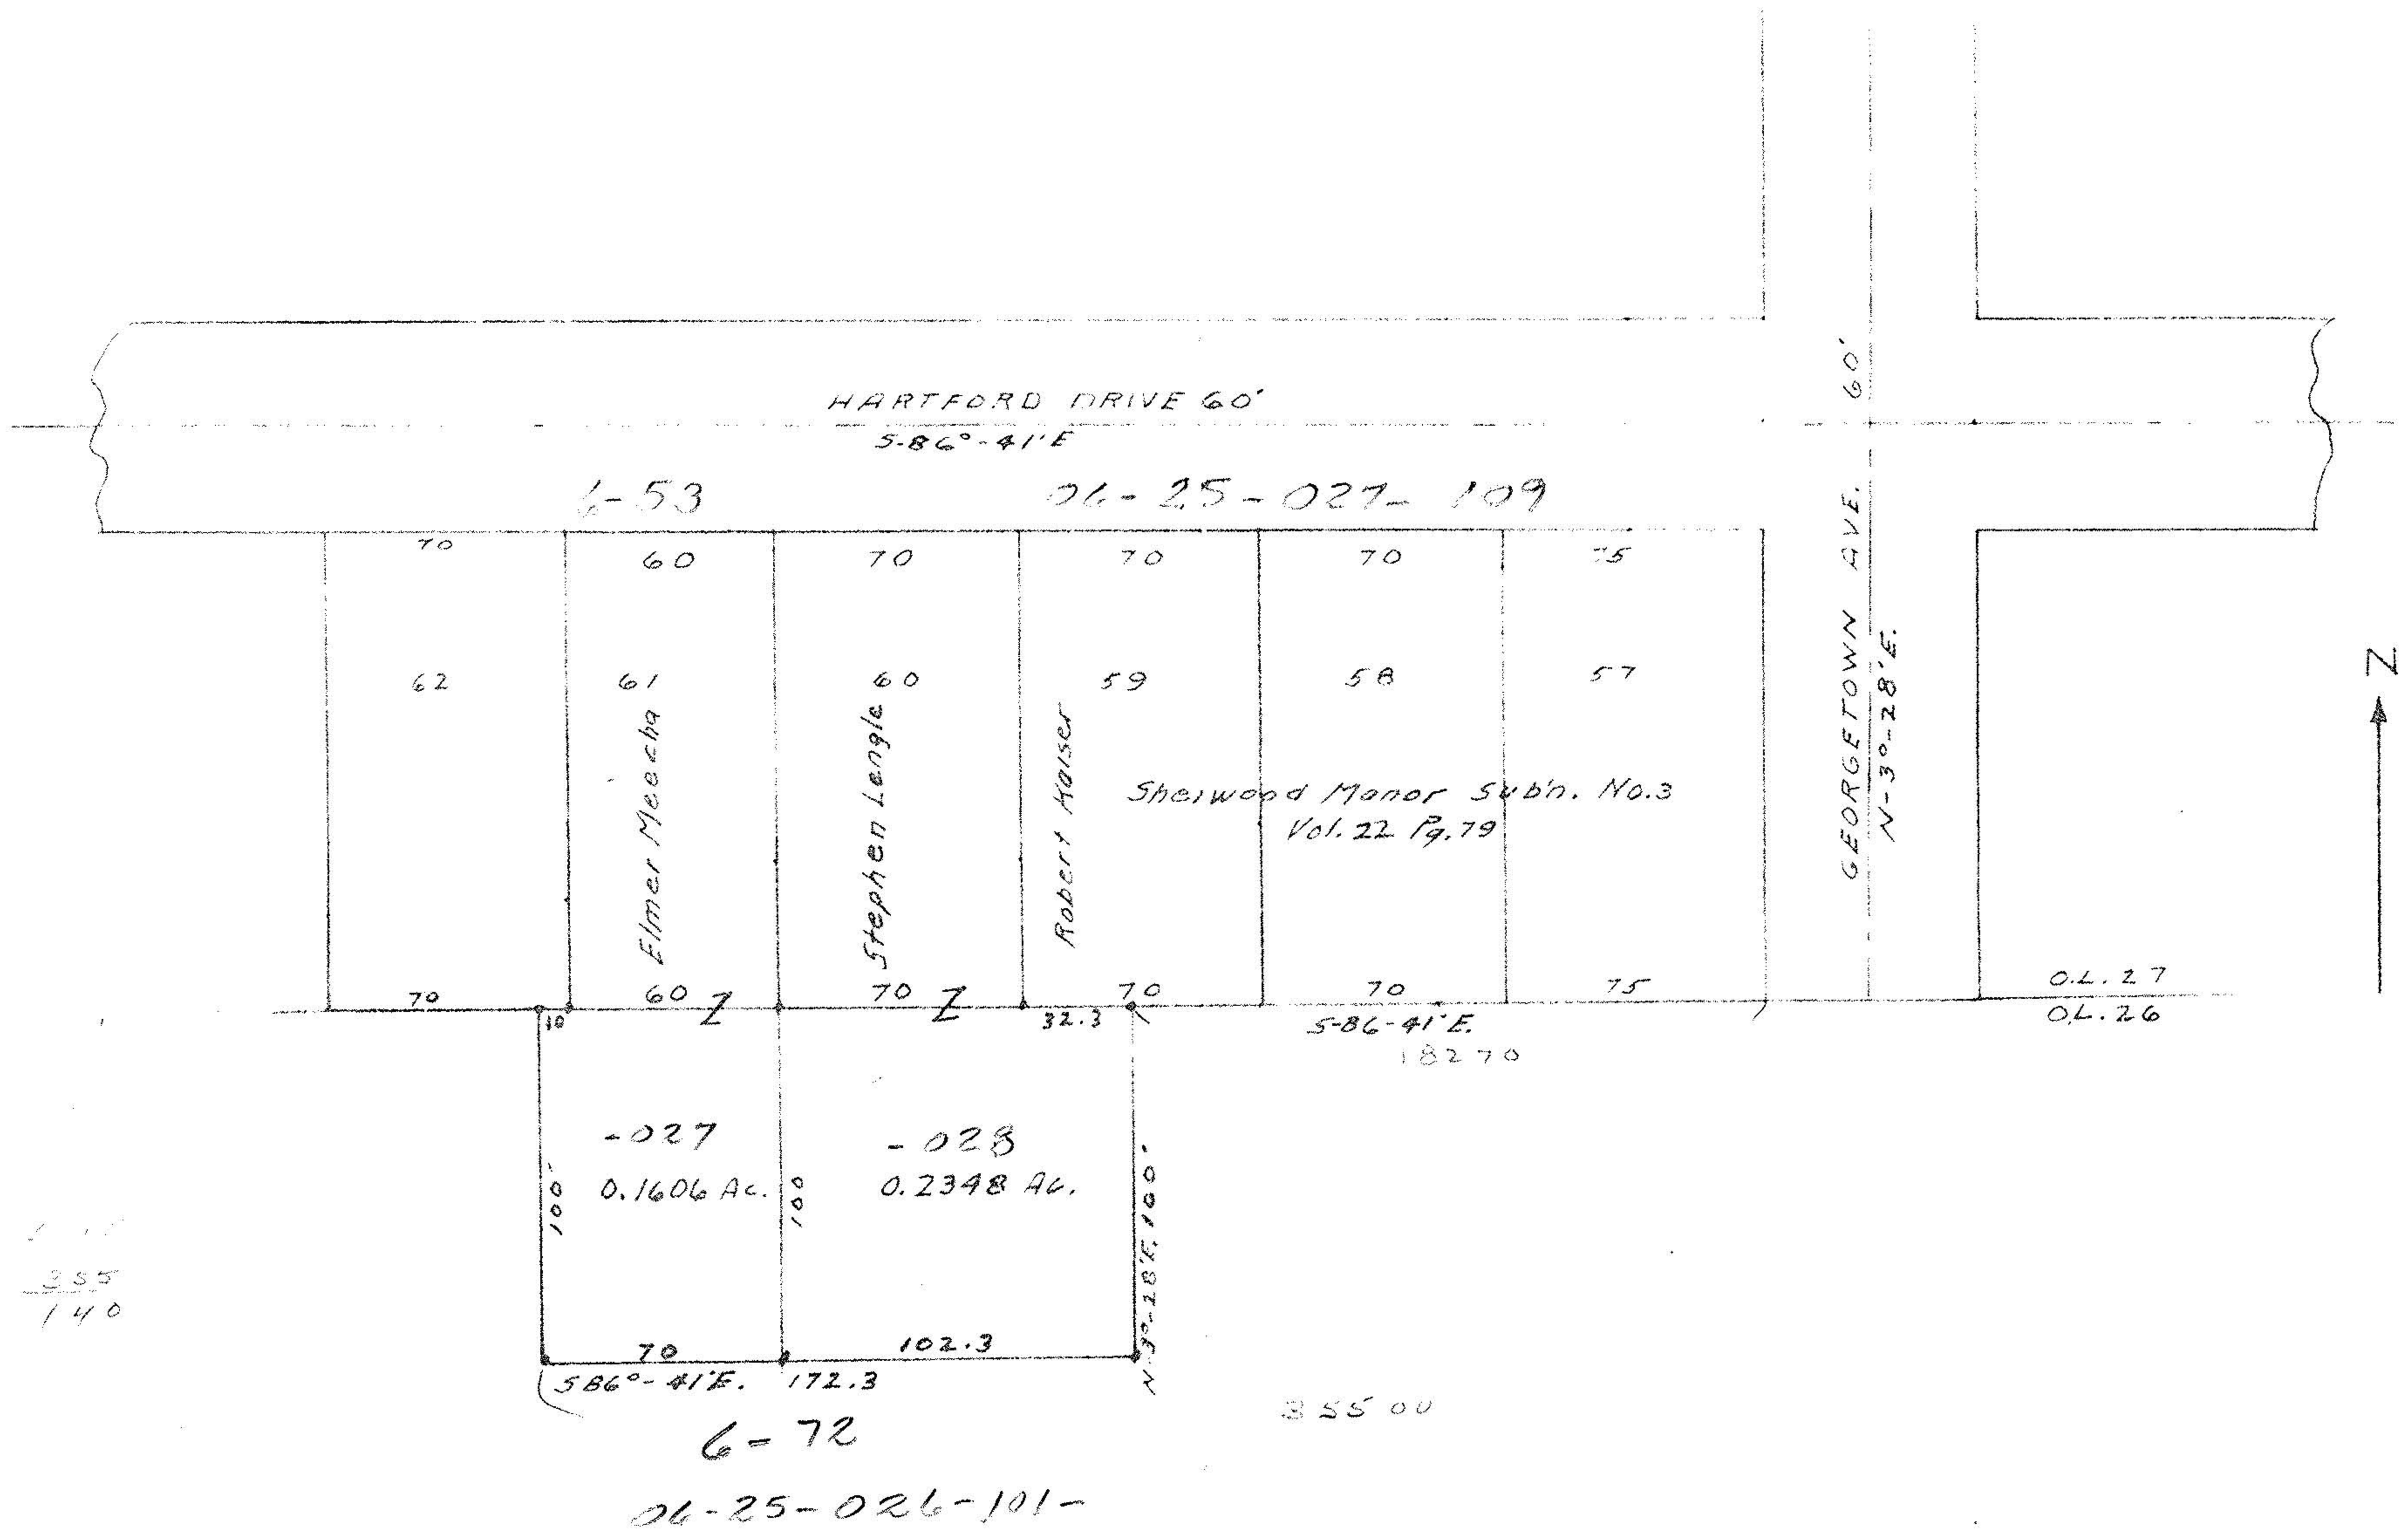 HARTFORD DRIVE 60'
S-86°-41'E
6-53
06-25-027-109
GEORGETOWN AVE. 60'
N-3°-28'E.
70
60
70
70
70
75
62
61
60
59
58
57
Elmer Meecha
Stephen Lengle
Robert Kaiser
Sherwood Manor Sub'n. No.3
Vol. 22 Pg. 79
N
70
60
Z
70
Z
70
70
75
O.L. 27
O.L. 26
10
32.3
S-86-41'E.
18270
-027
0.1606 Ac.
-028
0.2348 Ac.
100'
100
N-3°-28'E. 100'
355
140
70
102.3
S86°-41'E. 172.3
355 00
6-72
06-25-026-101-